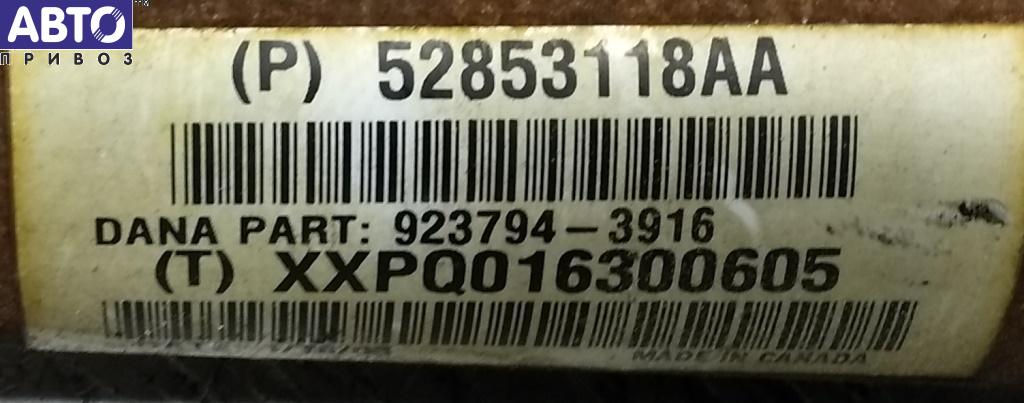 АВТО
ПРИВОЗ
(P) 52853118AA
DANA PART: 923794-3916
(T) XXPQ016300605
MADE IN CANADA